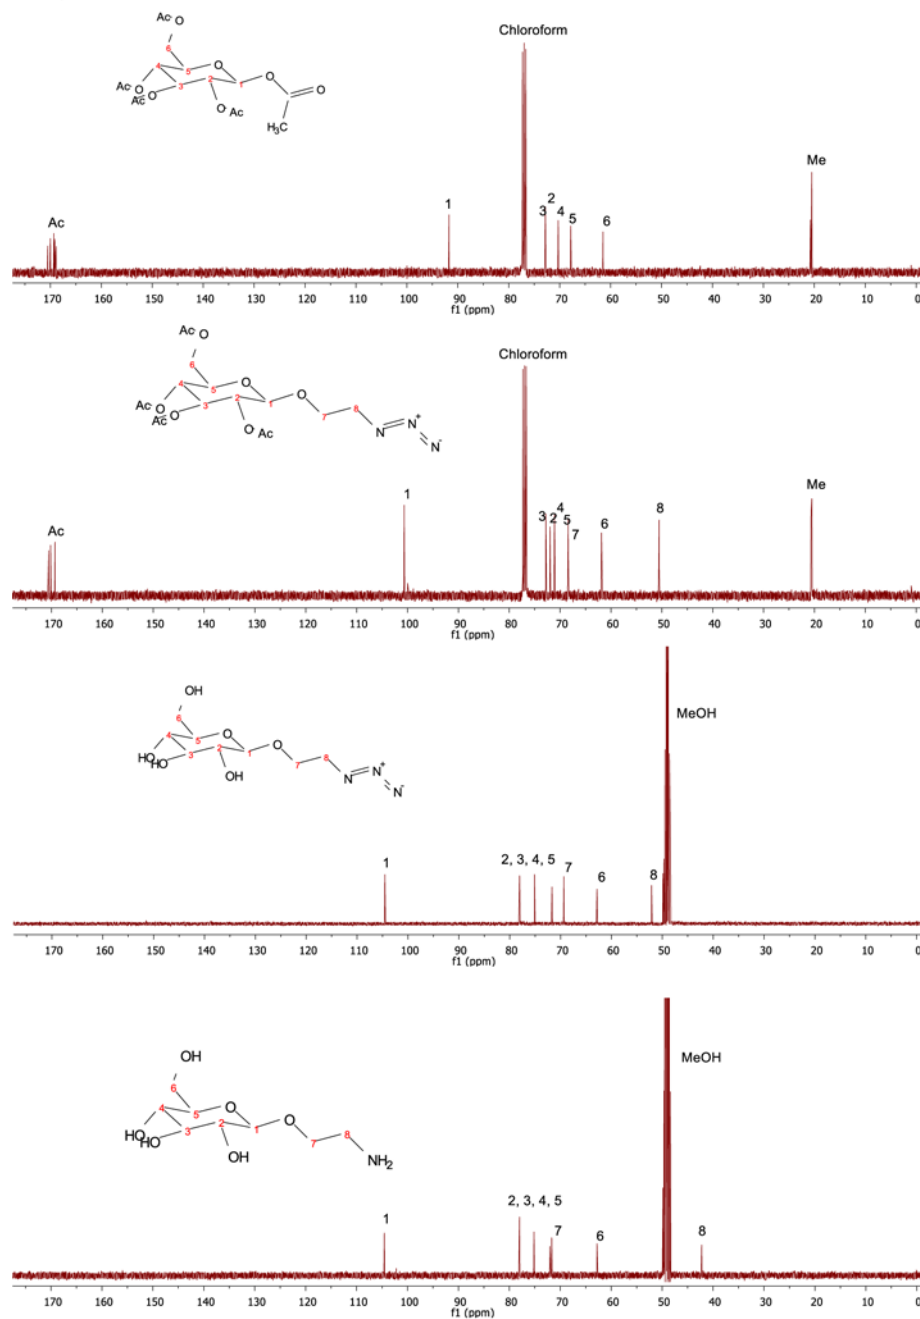 Ac
O
6
Chloroform
5
O
4
O
Ac
O
3
2
1
O
Ac
O
O
Ac
H₃C
Me
Ac
1
2
3
4
5
6
170 160 150 140 130 120 110 100 90 80 70 60 50 40 30 20 10 0
f1 (ppm)
Ac
O
6
Chloroform
4
5
O
O
Ac
O
3
2
1
7
8
Ac
O
Ac
N
N⁺
N⁻
Me
Ac
1
4
3
2
5
7
6
8
170 160 150 140 130 120 110 100 90 80 70 60 50 40 30 20 10 0
f1 (ppm)
OH
6
MeOH
4
5
O
O
HO
HO
3
2
1
7
8
OH
N
N⁺
N⁻
1
2, 3, 4, 5
7
6
8
170 160 150 140 130 120 110 100 90 80 70 60 50 40 30 20 10 0
f1 (ppm)
OH
MeOH
6
4
5
O
O
HO
HO
3
2
1
7
8
OH
NH₂
1
2, 3, 4, 5
7
6
8
170 160 150 140 130 120 110 100 90 80 70 60 50 40 30 20 10 0
f1 (ppm)